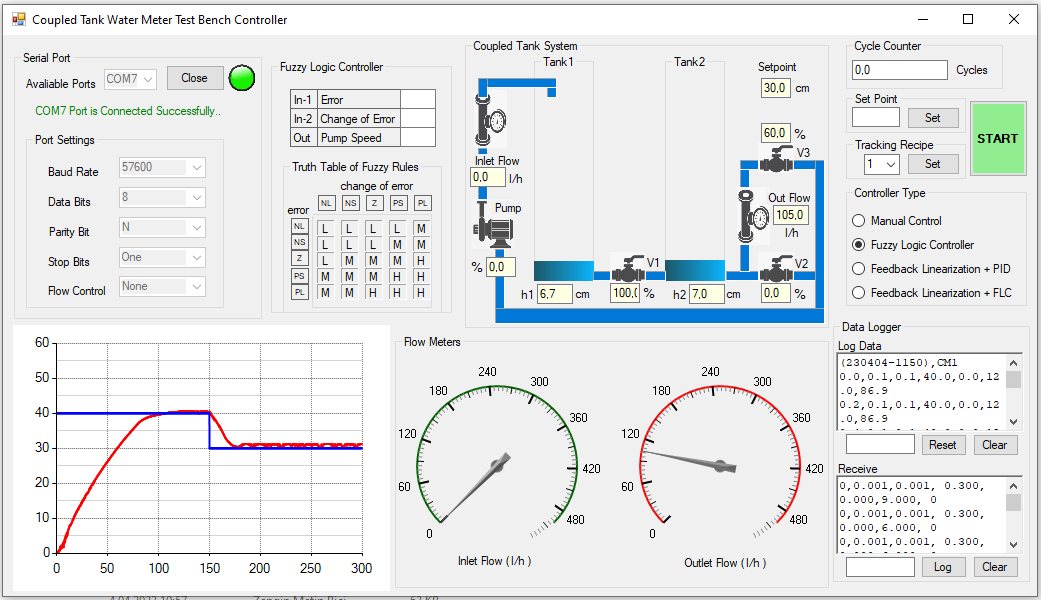 Coupled Tank Water Meter Test Bench Controller
Serial Port
Avaliable Ports COM7 Close
COM7 Port is Connected Successfully..
Port Settings
Baud Rate 57600
Data Bits 8
Parity Bit N
Stop Bits One
Flow Control None
Fuzzy Logic Controller
In-1 Error
In-2 Change of Error
Out Pump Speed
Truth Table of Fuzzy Rules
change of error
error NL NS Z PS PL
NL L L L L M
NS L L L M M
Z L M M M H
PS M M M H H
PL M M H H H
Coupled Tank System
Tank1
Tank2
Setpoint
30,0 cm
60,0 %
V3
Inlet Flow
0,0 l/h
Pump
% 0,0
Out Flow
105,0
l/h
V1
V2
h1 6,7 cm
100,( %
h2 7,0 cm
0,0 %
Cycle Counter
0,0 Cycles
Set Point
Set
Tracking Recipe
1 Set
START
Controller Type
Manual Control
Fuzzy Logic Controller
Feedback Linearization + PID
Feedback Linearization + FLC
60
50
40
30
20
10
0
0 50 100 150 200 250 300
Flow Meters
0 60 120 180 240 300 360 420 480
Inlet Flow (l/h )
0 60 120 180 240 300 360 420 480
Outlet Flow (l/h )
Data Logger
Log Data
(230404-1150),CM1
0.0,0.1,0.1,40.0,0.0,12
.0,86.9
0.2,0.1,0.1,40.0,0.0,12
.0,86.9
Reset Clear
Receive
0,0.001,0.001, 0.300,
0.000,9.000, 0
0,0.001,0.001, 0.300,
0.000,6.000, 0
0,0.001,0.001, 0.300,
Log Clear